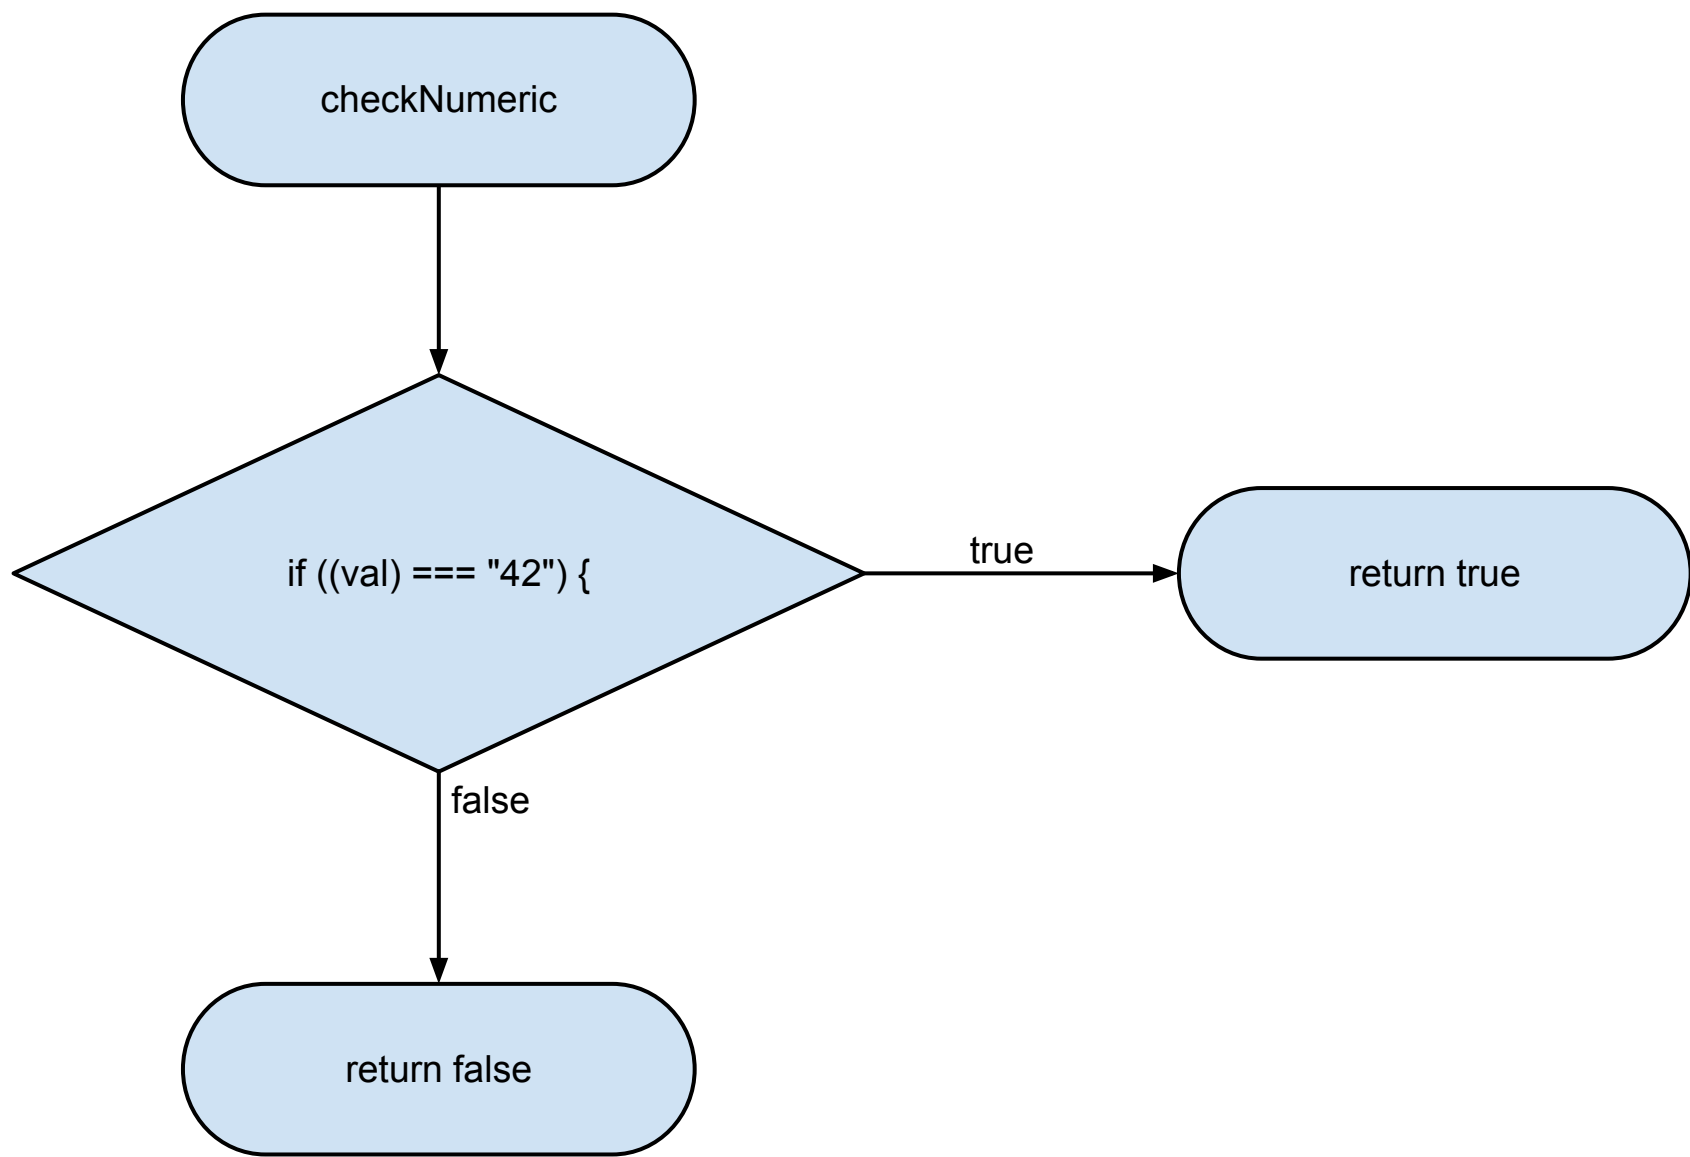 checkNumeric
if ((val) === "42") {
true
return true
false
return false